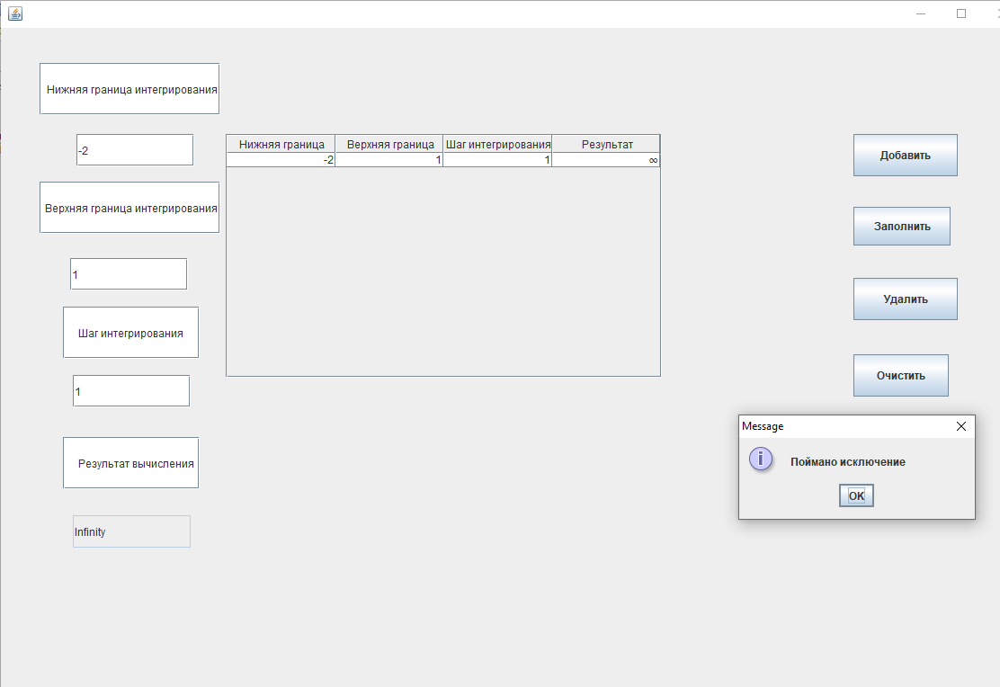 Нижняя граница интегрирования
-2
Верхняя граница интегрирования
1
Шаг интегрирования
1
Результат вычисления
Infinity
Нижняя граница Верхняя граница Шаг интегрирования Результат
-2 1 1 ∞
Добавить
Заполнить
Удалить
Очистить
Message
Поймано исключение
OK